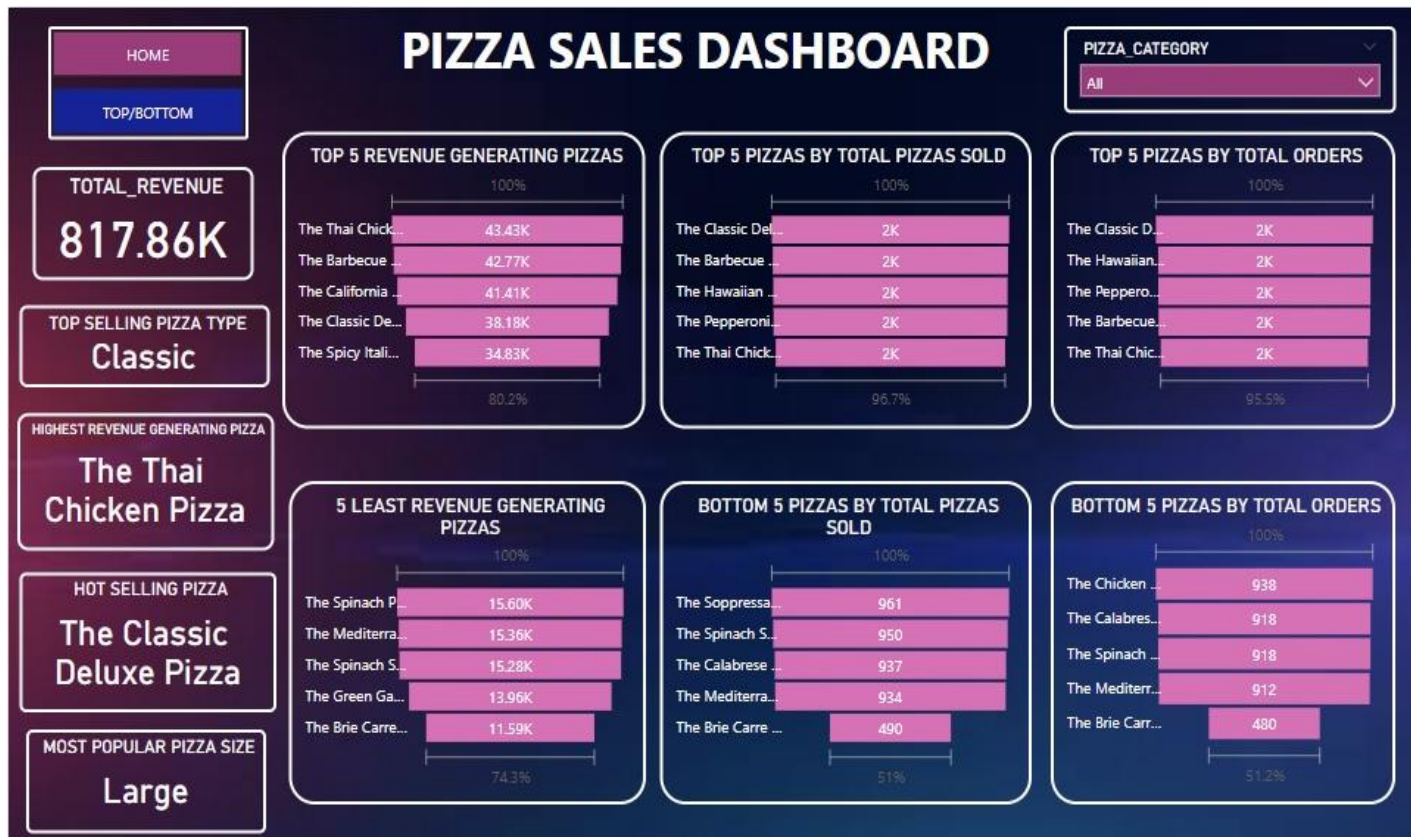 HOME
TOP/BOTTOM
PIZZA SALES DASHBOARD
PIZZA_CATEGORY
All
TOTAL_REVENUE
817.86K
TOP SELLING PIZZA TYPE
Classic
HIGHEST REVENUE GENERATING PIZZA
The Thai
Chicken Pizza
HOT SELLING PIZZA
The Classic
Deluxe Pizza
MOST POPULAR PIZZA SIZE
Large
TOP 5 REVENUE GENERATING PIZZAS
100%
The Thai Chick... 43.43K
The Barbecue ... 42.77K
The California ... 41.41K
The Classic De... 38.18K
The Spicy Itali... 34.83K
80.2%
TOP 5 PIZZAS BY TOTAL PIZZAS SOLD
100%
The Classic Del... 2K
The Barbecue ... 2K
The Hawaiian ... 2K
The Pepperoni... 2K
The Thai Chick... 2K
96.7%
TOP 5 PIZZAS BY TOTAL ORDERS
100%
The Classic D... 2K
The Hawaiian... 2K
The Peppero... 2K
The Barbecue... 2K
The Thai Chic... 2K
95.5%
5 LEAST REVENUE GENERATING
PIZZAS
100%
The Spinach P... 15.60K
The Mediterra... 15.36K
The Spinach S... 15.28K
The Green Ga... 13.96K
The Brie Carre... 11.59K
74.3%
BOTTOM 5 PIZZAS BY TOTAL PIZZAS
SOLD
100%
The Soppressa... 961
The Spinach S... 950
The Calabrese ... 937
The Mediterra... 934
The Brie Carre ... 490
51%
BOTTOM 5 PIZZAS BY TOTAL ORDERS
100%
The Chicken ... 938
The Calabres... 918
The Spinach ... 918
The Mediterr... 912
The Brie Carr... 480
51.2%